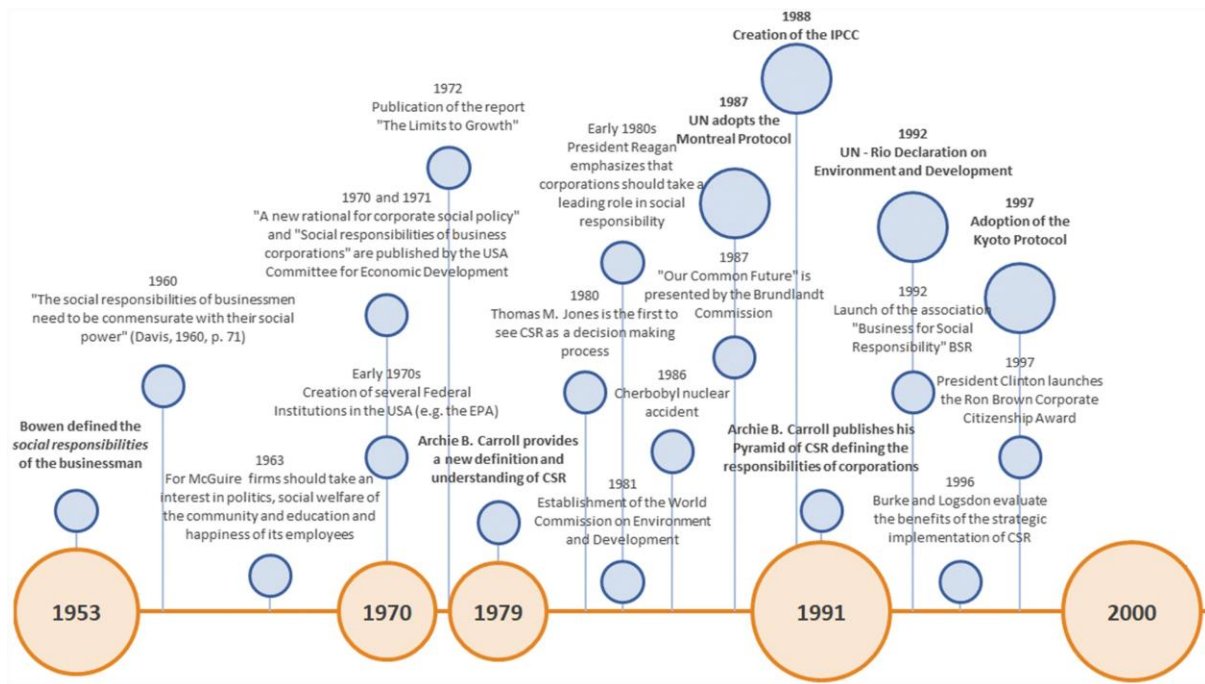 1988
Creation of the IPCC
1972
Publication of the report
"The Limits to Growth"
1987
UN adopts the
Montreal Protocol
Early 1980s
President Reagan
emphasizes that
corporations should take a
leading role in social
responsibility
1992
UN - Rio Declaration on
Environment and Development
1970 and 1971
"A new rational for corporate social policy"
and "Social responsibilities of business
corporations" are published by the USA
Committee for Economic Development
1997
Adoption of the
Kyoto Protocol
1960
"The social responsibilities of businessmen
need to be conmensurate with their social
power" (Davis, 1960, p. 71)
1980
Thomas M. Jones is the first to
see CSR as a decision making
process
1987
"Our Common Future" is
presented by the Brundlandt
Commission
1992
Launch of the association
"Business for Social
Responsibility" BSR
Early 1970s
Creation of several Federal
Institutions in the USA (e.g. the EPA)
1986
Cherbobyl nuclear
accident
1997
President Clinton launches
the Ron Brown Corporate
Citizenship Award
Bowen defined the
social responsibilities
of the businessman
1963
For McGuire firms should take an
interest in politics, social welfare of
the community and education and
happiness of its employees
Archie B. Carroll provides
a new definition and
understanding of CSR
1981
Establishment of the World
Commission on Environment
and Development
Archie B. Carroll publishes his
Pyramid of CSR defining the
responsibilities of corporations
1996
Burke and Logsdon evaluate
the benefits of the strategic
implementation of CSR
1953
1970
1979
1991
2000